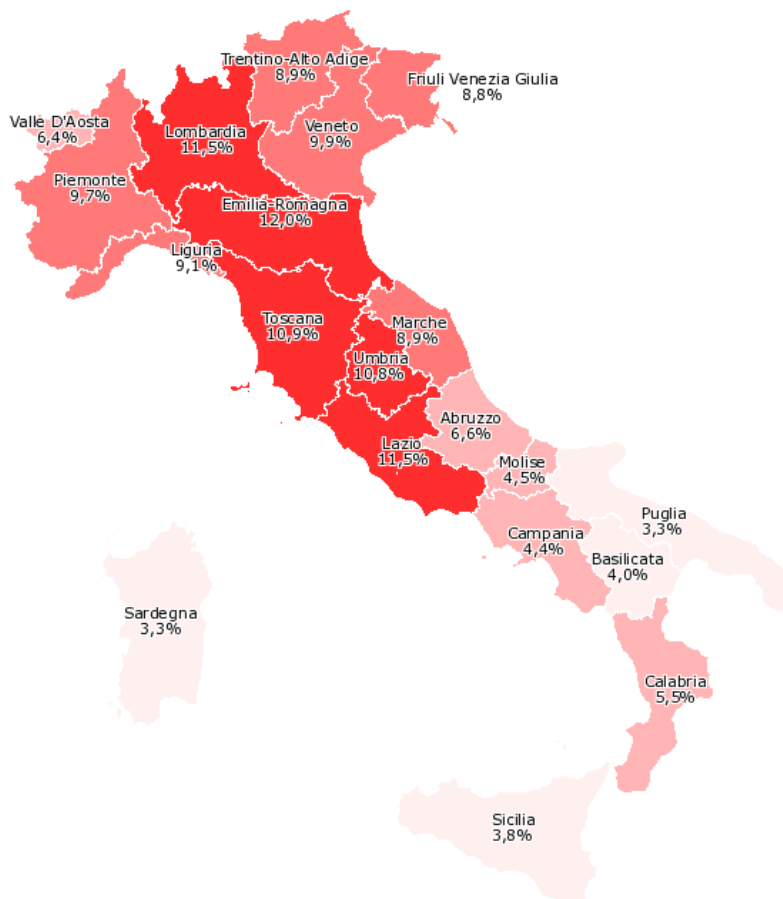 Trentino-Alto Adige
8,9%
Friuli Venezia Giulia
8,8%
Valle D'Aosta
6,4%
Lombardia
11,5%
Veneto
9,9%
Piemonte
9,7%
Emilia-Romagna
12,0%
Liguria
9,1%
Toscana
10,9%
Marche
8,9%
Umbria
10,8%
Abruzzo
6,6%
Lazio
11,5%
Molise
4,5%
Puglia
3,3%
Campania
4,4%
Basilicata
4,0%
Sardegna
3,3%
Calabria
5,5%
Sicilia
3,8%